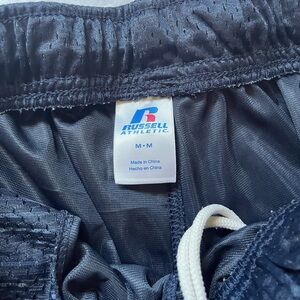 RUSSELL
ATHLETIC
M • M
Made in China
Hecho en China